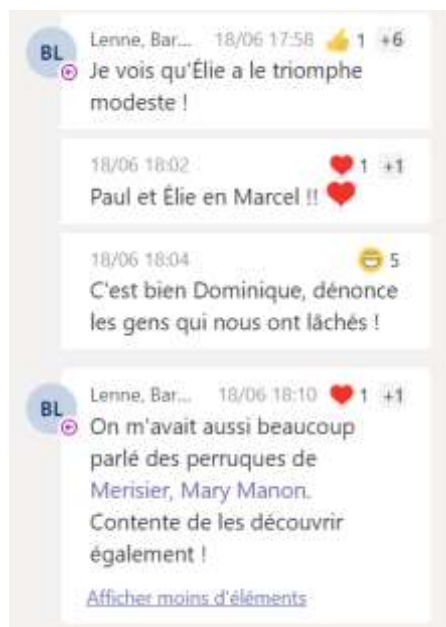 BL
Lenne, Bar... 18/06 17:58 👍 1 +6
Je vois qu'Élie a le triomphe
modeste !
18/06 18:02 ❤ 1 +1
Paul et Élie en Marcel !! ❤
18/06 18:04 😁 5
C'est bien Dominique, dénonce
les gens qui nous ont lâchés !
BL
Lenne, Bar... 18/06 18:10 ❤ 1 +1
On m'avait aussi beaucoup
parlé des perruques de
Merisier, Mary Manon.
Contente de les découvrir
également !
Afficher moins d'éléments